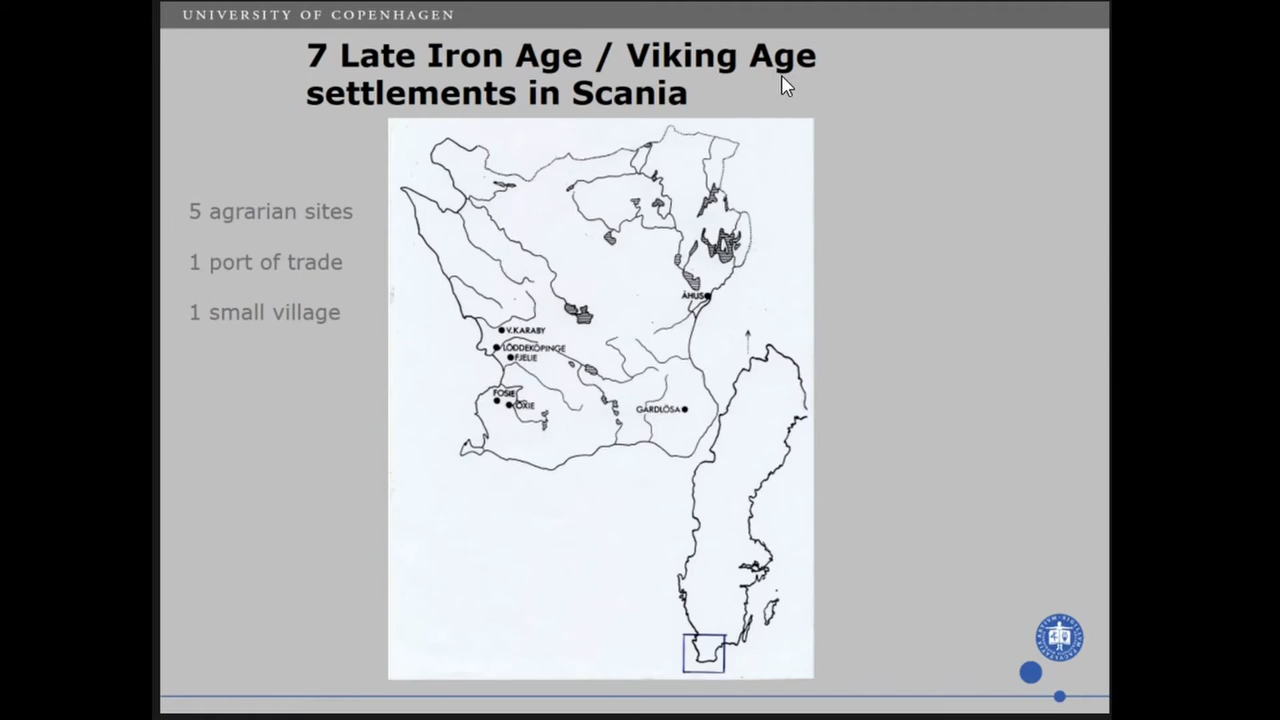 UNIVERSITY OF COPENHAGEN
7 Late Iron Age / Viking Age
settlements in Scania
5 agrarian sites
1 port of trade
1 small village
ÅHUS
V.KARABY
LÖDDEKÖPINGE
FJELIE
FOSIE
OXIE
GÅRDLÖSA